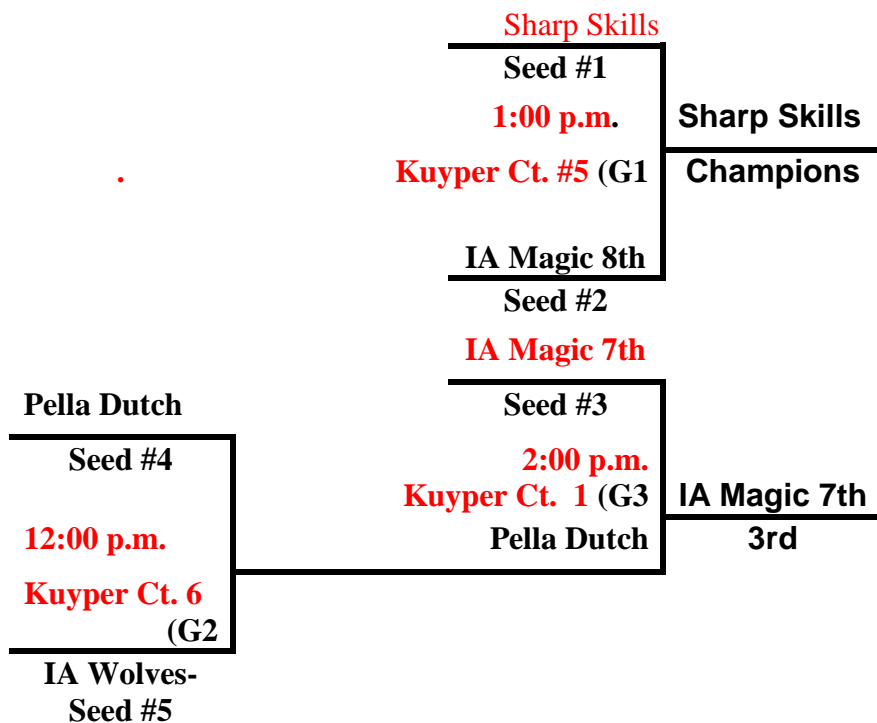 Sharp Skills
Seed #1
1:00 p.m.
Sharp Skills
.
Kuyper Ct. #5 (G1
Champions
IA Magic 8th
Seed #2
IA Magic 7th
Pella Dutch
Seed #3
Seed #4
2:00 p.m.
Kuyper Ct. 1 (G3
IA Magic 7th
12:00 p.m.
Pella Dutch
3rd
Kuyper Ct. 6
(G2
IA Wolves-
Seed #5